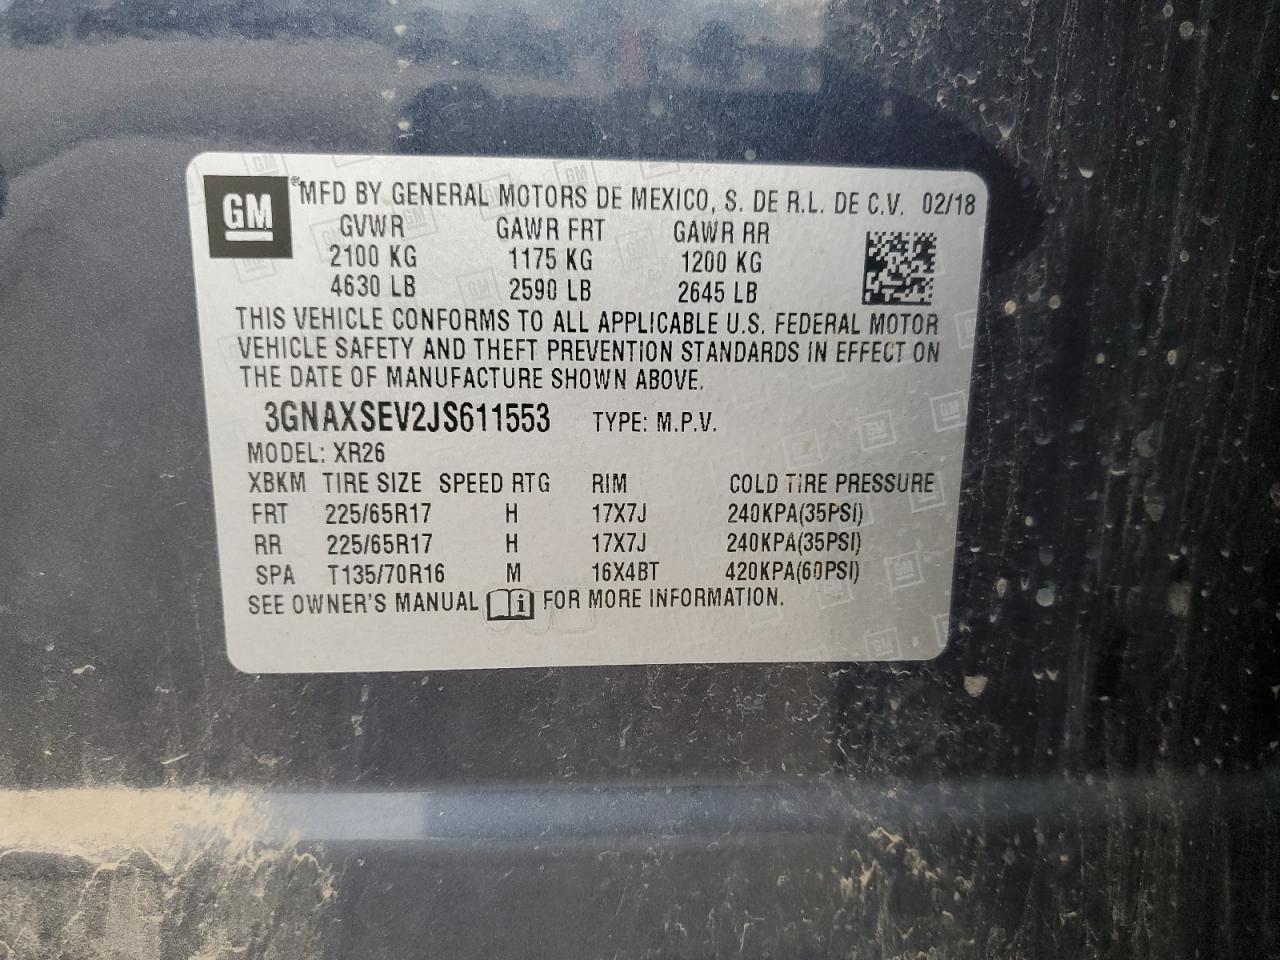 GM ® MFD BY GENERAL MOTORS DE MEXICO, S. DE R.L. DE C.V. 02/18
GVWR GAWR FRT GAWR RR
2100 KG 1175 KG 1200 KG
4630 LB 2590 LB 2645 LB
THIS VEHICLE CONFORMS TO ALL APPLICABLE U.S. FEDERAL MOTOR
VEHICLE SAFETY AND THEFT PREVENTION STANDARDS IN EFFECT ON
THE DATE OF MANUFACTURE SHOWN ABOVE.
3GNAXSEV2JS611553 TYPE: M.P.V.
MODEL: XR26
XBKM TIRE SIZE SPEED RTG RIM COLD TIRE PRESSURE
FRT 225/65R17 H 17X7J 240KPA(35PSI)
RR 225/65R17 H 17X7J 240KPA(35PSI)
SPA T135/70R16 M 16X4BT 420KPA(60PSI)
SEE OWNER'S MANUAL i FOR MORE INFORMATION.